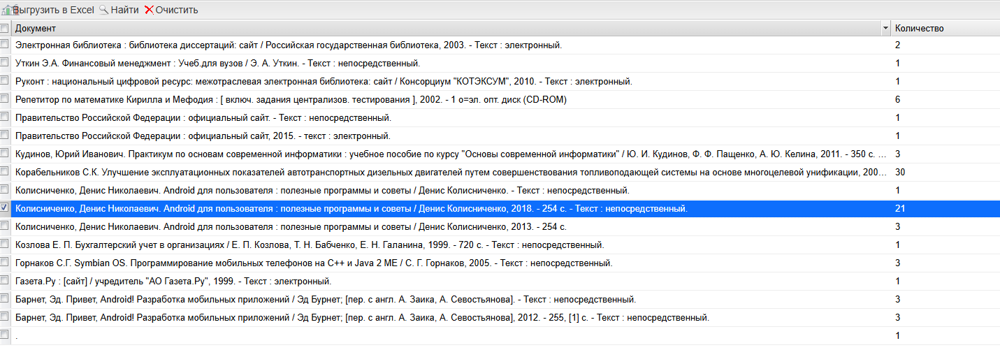 Выгрузить в Excel Найти Очистить
Документ Количество
Электронная библиотека : библиотека диссертаций: сайт / Российская государственная библиотека, 2003. - Текст : электронный. 2
Уткин Э.А. Финансовый менеджмент : Учеб.для вузов / Э. А. Уткин. - Текст : непосредственный. 1
Руконт : национальный цифровой ресурс: межотраслевая электронная библиотека: сайт / Консорциум "КОТЭКСУМ", 2010. - Текст : электронный. 1
Репетитор по математике Кирилла и Мефодия : [ включ. задания централизов. тестирования ], 2002. - 1 о=эл. опт. диск (CD-ROM) 6
Правительство Российской Федерации : официальный сайт. - Текст : непосредственный. 1
Правительство Российской Федерации : официальный сайт, 2015. - текст : электронный. 1
Кудинов, Юрий Иванович. Практикум по основам современной информатики : учебное пособие по курсу "Основы современной информатики" / Ю. И. Кудинов, Ф. Ф. Пащенко, А. Ю. Келина, 2011. - 350 с. ... 3
Корабельников С.К. Улучшение эксплуатационных показателей автотранспортных дизельных двигателей путем совершенствования топливоподающей системы на основе многоцелевой унификации, 200... 30
Колисниченко, Денис Николаевич. Android для пользователя : полезные программы и советы / Денис Колисниченко. - Текст : непосредственный. 1
Колисниченко, Денис Николаевич. Android для пользователя : полезные программы и советы / Денис Колисниченко, 2018. - 254 с. - Текст : непосредственный. 21
Колисниченко, Денис Николаевич. Android для пользователя : полезные программы и советы / Денис Колисниченко, 2013. - 254 с. 3
Козлова Е. П. Бухгалтерский учет в организациях / Е. П. Козлова, Т. Н. Бабченко, Е. Н. Галанина, 1999. - 720 с. - Текст : непосредственный. 1
Горнаков С.Г. Symbian OS. Программирование мобильных телефонов на C++ и Java 2 ME / С. Г. Горнаков, 2005. - Текст : непосредственный. 3
Газета.Ру : [сайт] / учредитель "АО Газета.Ру", 1999. - Текст : электронный. 1
Барнет, Эд. Привет, Android! Разработка мобильных приложений / Эд Бурнет; [пер. с англ. А. Заика, А. Севостьянова]. - Текст : непосредственный. 3
Барнет, Эд. Привет, Android! Разработка мобильных приложений / Эд Бурнет; [пер. с англ. А. Заика, А. Севостьянова], 2012. - 255, [1] с. - Текст : непосредственный. 3
. 1